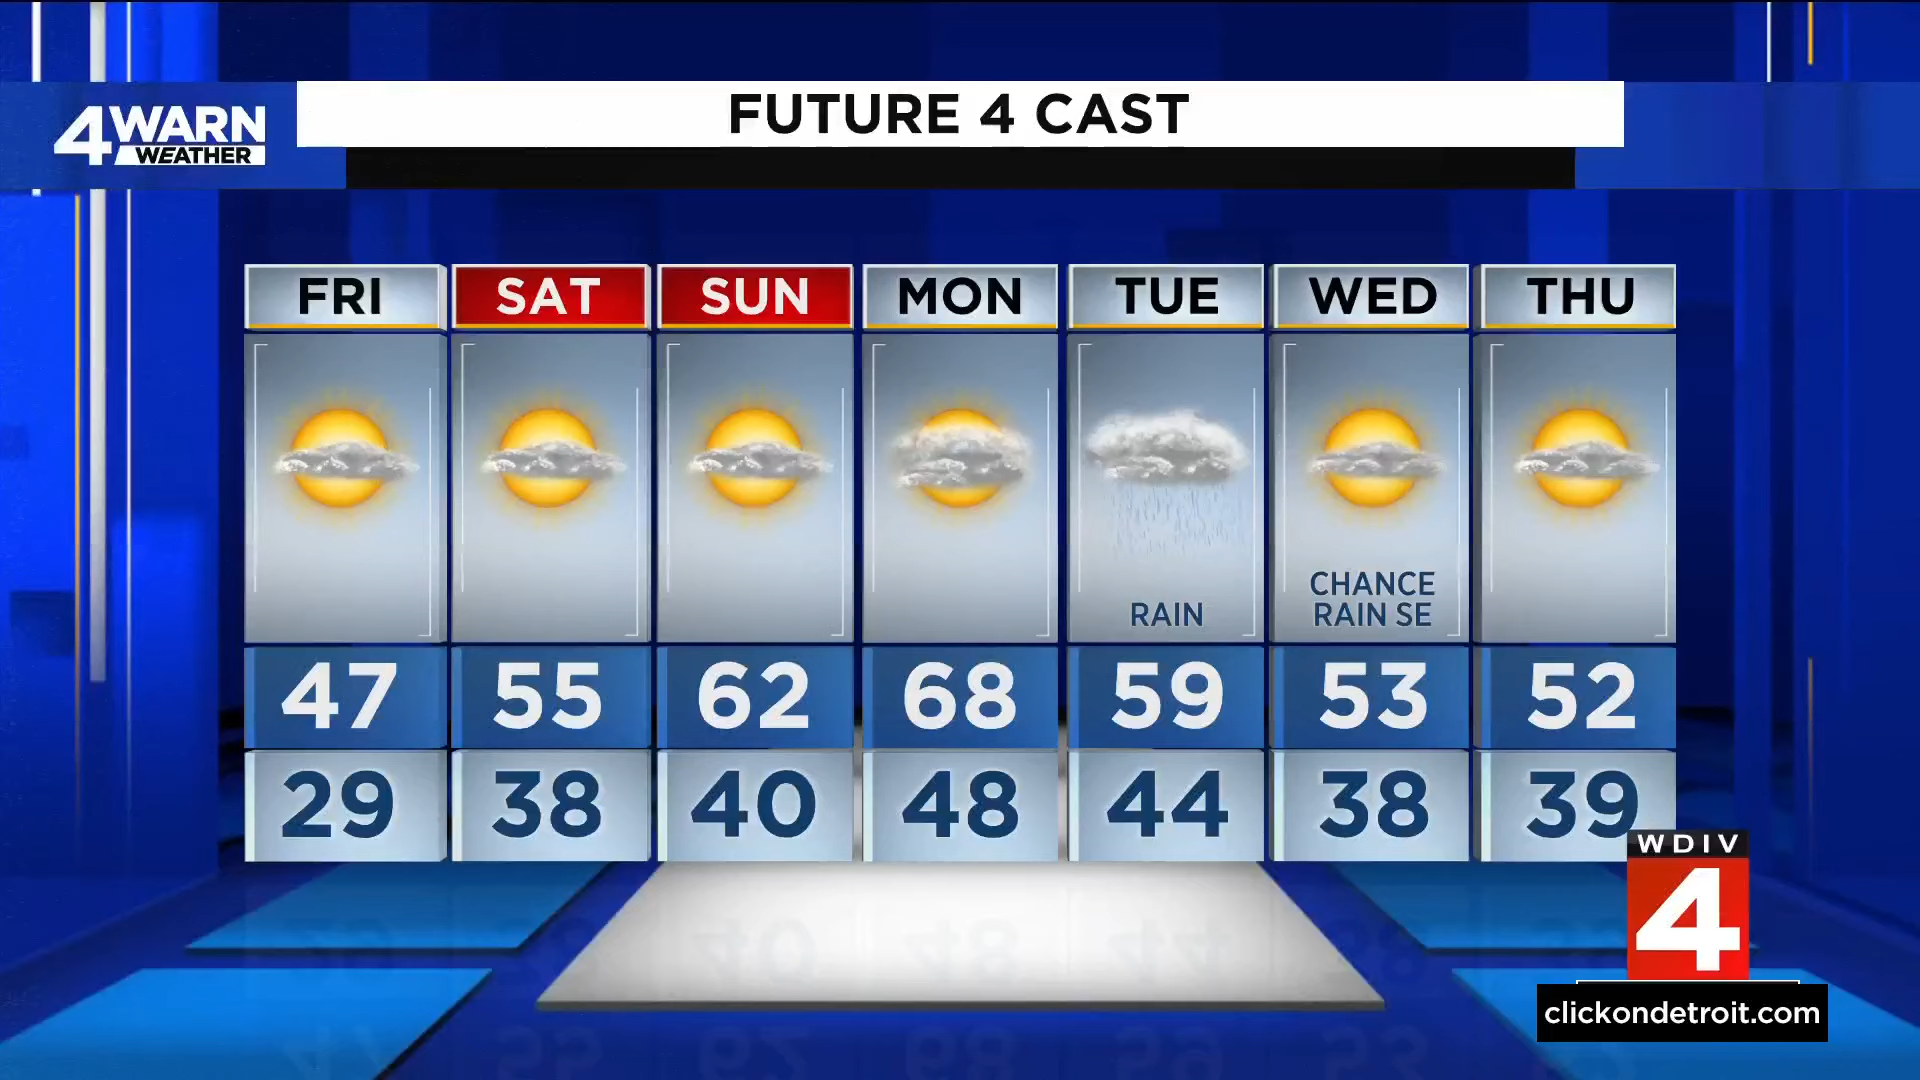 4WARN
WEATHER
FUTURE 4 CAST
FRI SAT SUN MON TUE WED THU
RAIN
CHANCE
RAIN SE
47 55 62 68 59 53 52
29 38 40 48 44 38 39
WDIV
4
clickondetroit.com